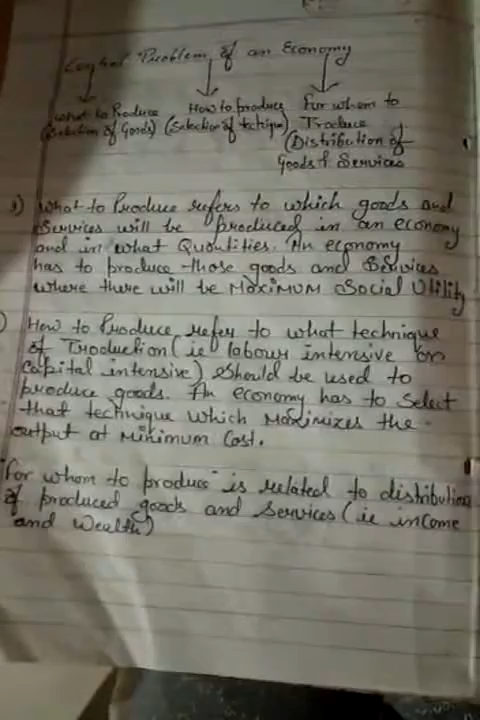 Central Problem of an Economy
What to Produce How to produce For whom to
(Selection of Goods) (Selection of techique) Produce
(Distribution of
Goods & Services
1) What to Produce refers to which goods and
Services will be produced in an economy
and in what Quantities. An economy
has to produce those goods and Services
where there will be Maximum Social Utility
) How to Produce refer to what technique
of Production (ie labour intensive or
Capital intensive) Should be used to
produce goods. An economy has to Select
that technique which Maximizes the
output at Minimum Cost.
"For whom to produce" is related to distribution
of produced goods and Services (ie income
and Wealth)